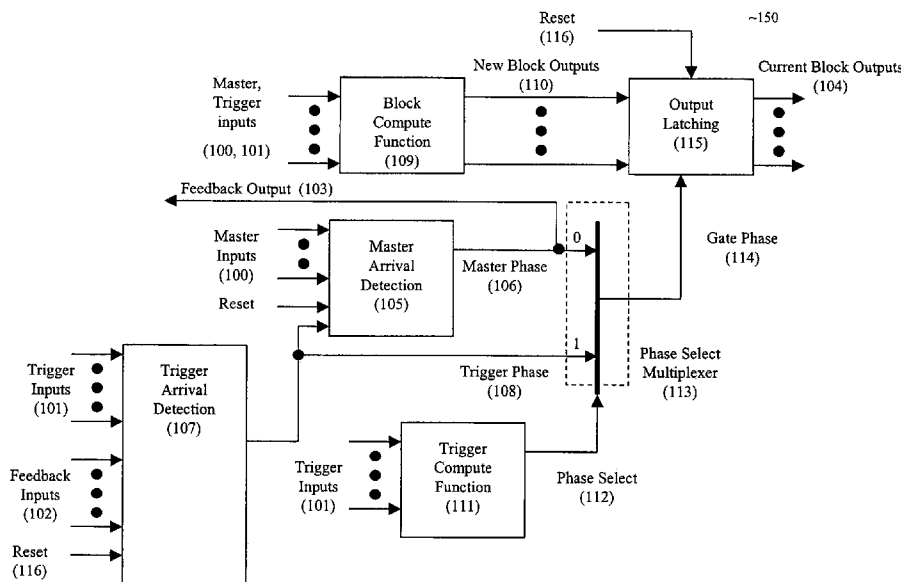 Reset
(116)
~150
New Block Outputs
(110)
Current Block Outputs
(104)
Master,
Trigger
inputs
(100, 101)
Block
Compute
Function
(109)
Output
Latching
(115)
Feedback Output (103)
Master
Inputs
(100)
Reset
Master
Arrival
Detection
(105)
Master Phase
(106)
0
Gate Phase
(114)
1
Trigger Phase
(108)
Phase Select
Multiplexer
(113)
Trigger
Inputs
(101)
Trigger
Arrival
Detection
(107)
Feedback
Inputs
(102)
Reset
(116)
Trigger
Inputs
(101)
Trigger
Compute
Function
(111)
Phase Select
(112)